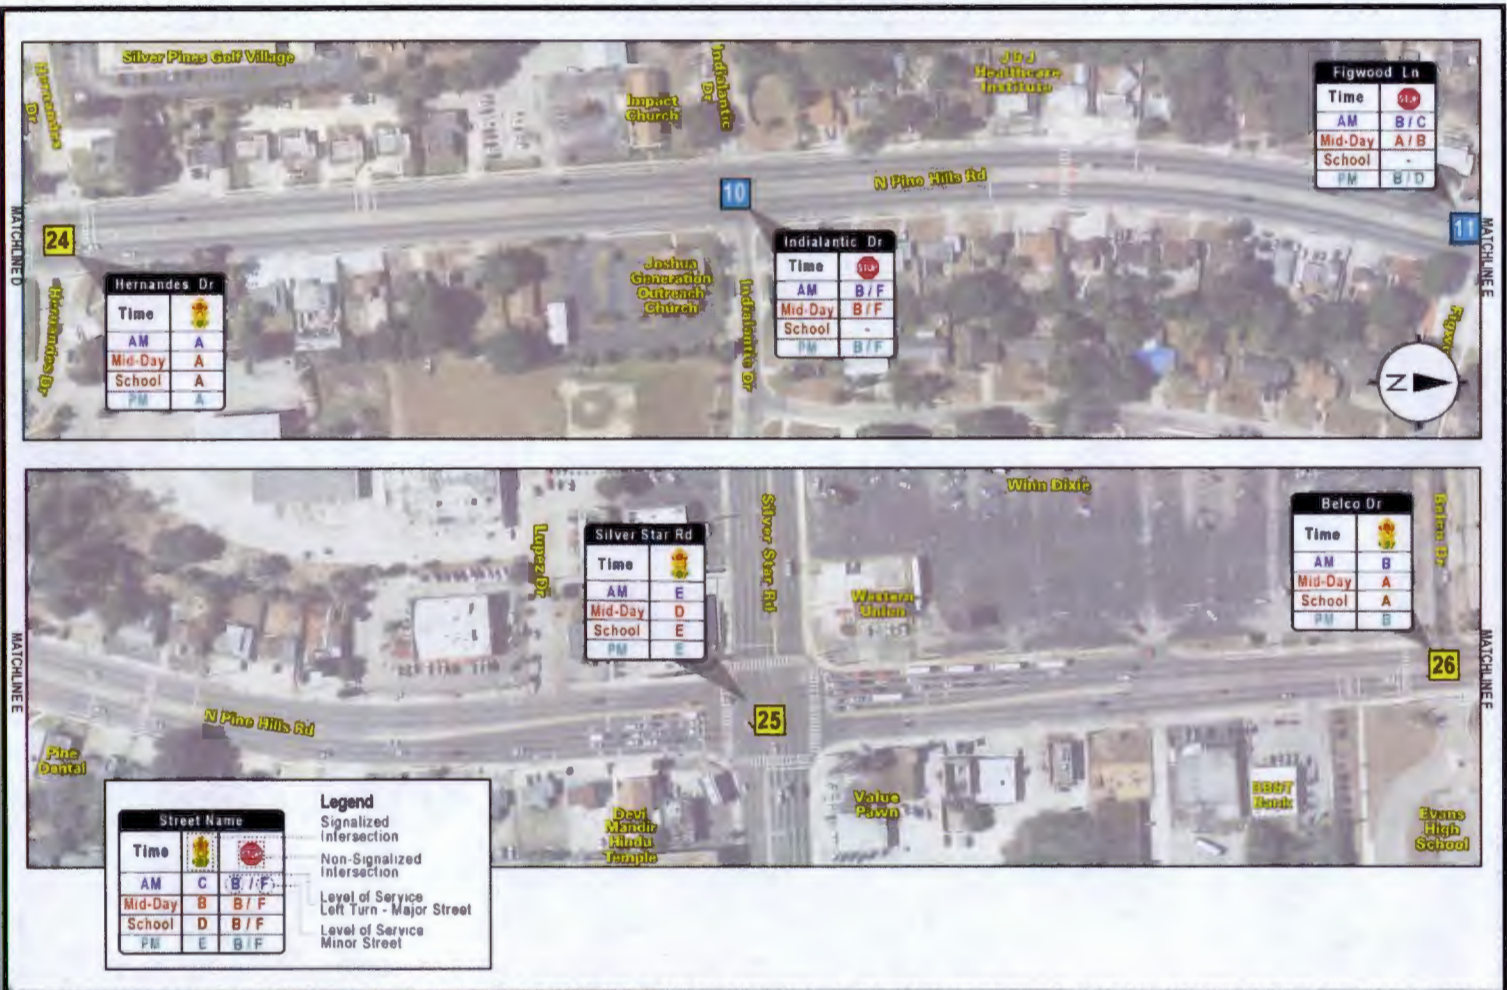 Silver Pines Golf Village
Hernandes
Dr
Impact
Church
Indialantic
Dr
J & J
Healthcare
Institute
N Pine Hills Rd
Figwood Ln
Time STOP
AM B / C
Mid-Day A / B
School -
PM B / D
MATCHLINE D
24
10
11
MATCHLINE E
Hernandes Dr
Hernandes Dr
Time
AM A
Mid-Day A
School A
PM A
Joshua
Generation
Outreach
Church
Indialantic Dr
Indialantic Dr
Time STOP
AM B / F
Mid-Day B / F
School -
PM B / F
N
Winn Dixie
Lupez Dr
Silver Star Rd
Silver Star Rd
Time
AM E
Mid-Day D
School E
PM E
Western
Union
Belco Dr
Time
AM B
Mid-Day A
School A
PM B
Belco Dr
MATCHLINE E
25
26
MATCHLINE F
N Pine Hills Rd
Pine
Dental
Devi
Mandir
Hindu
Temple
Value
Pawn
BB&T
Bank
Evans
High
School
Legend
Street Name
Time STOP
AM C B / F
Mid-Day B B / F
School D B / F
PM E B / F
Signalized
Intersection
Non-Signalized
Intersection
Level of Service
Left Turn - Major Street
Level of Service
Minor Street